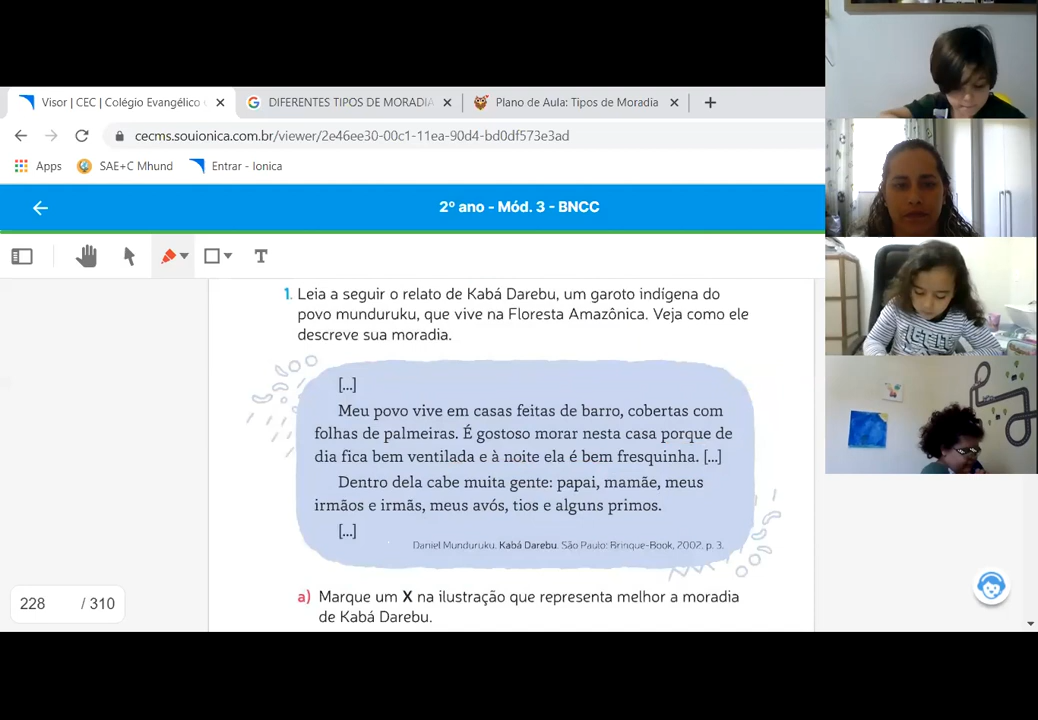 Visor | CEC | Colégio Evangélico
DIFERENTES TIPOS DE MORADIA
Plano de Aula: Tipos de Moradia
cecms.souionica.com.br/viewer/2e46ee30-00c1-11ea-90d4-bd0df573e3ad
Apps
SAE+C Mhund
Entrar - Ionica
2º ano - Mód. 3 - BNCC
T
1. Leia a seguir o relato de Kabá Darebu, um garoto indígena do
povo munduruku, que vive na Floresta Amazônica. Veja como ele
descreve sua moradia.
[...]
Meu povo vive em casas feitas de barro, cobertas com
folhas de palmeiras. É gostoso morar nesta casa porque de
dia fica bem ventilada e à noite ela é bem fresquinha. [...]
Dentro dela cabe muita gente: papai, mamãe, meus
irmãos e irmãs, meus avós, tios e alguns primos.
[...]
Daniel Munduruku. Kabá Darebu. São Paulo: Brinque-Book, 2002. p. 3.
a) Marque um X na ilustração que representa melhor a moradia
de Kabá Darebu.
228 / 310